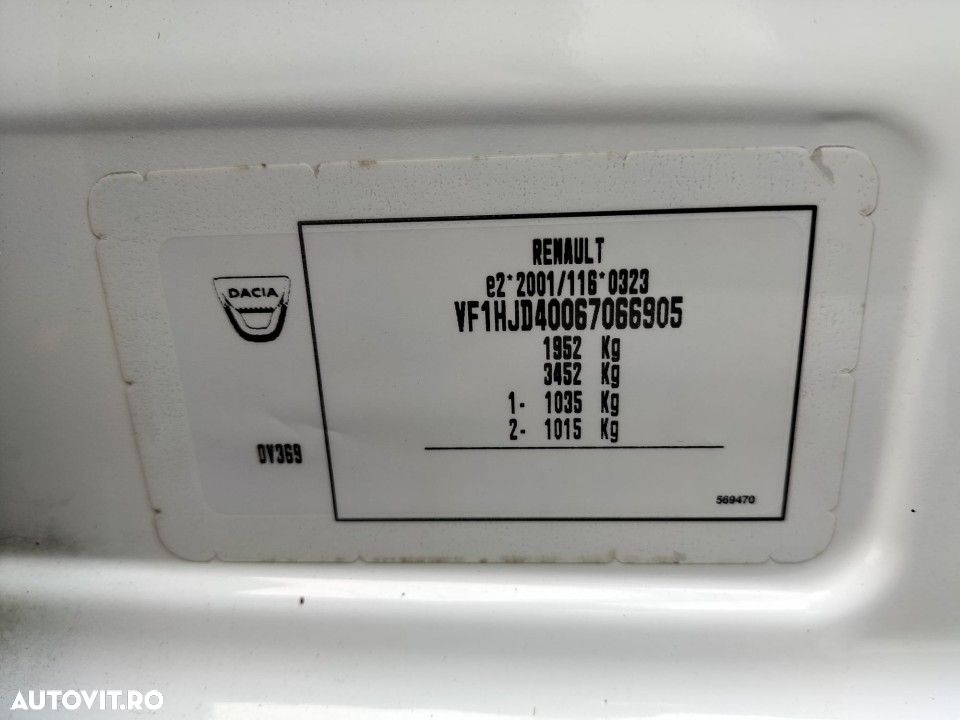 DACIA
RENAULT
e2*2001/116*0323
VF1HJD40067066905
1952 Kg
3452 Kg
1- 1035 Kg
2- 1015 Kg
DV369
569470
AUTOVIT.RO